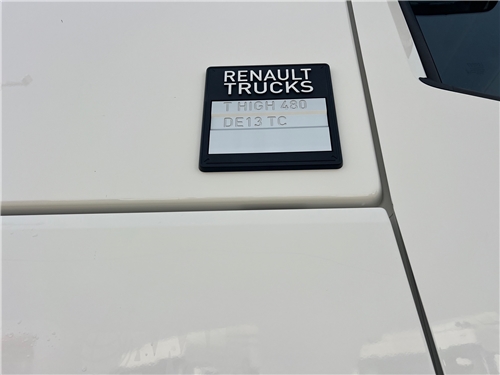 RENAULT
TRUCKS
T HIGH 480
DE13 TC